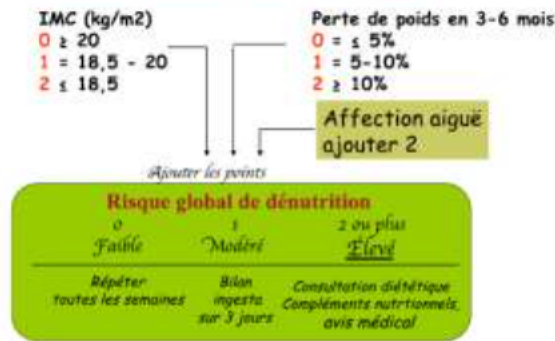 IMC (kg/m2)
0 ≥ 20
1 = 18,5 - 20
2 ≤ 18,5
Perte de poids en 3-6 mois
0 = ≤ 5%
1 = 5-10%
2 ≥ 10%
Affection aiguë
ajouter 2
Ajouter les points
Risque global de dénutrition
0 1 2 ou plus
Faible Modéré Élevé
Répéter
toutes les semaines
Bilan
ingesta
sur 3 jours
Consultation diététique
Compléments nutrtionnels,
avis médical